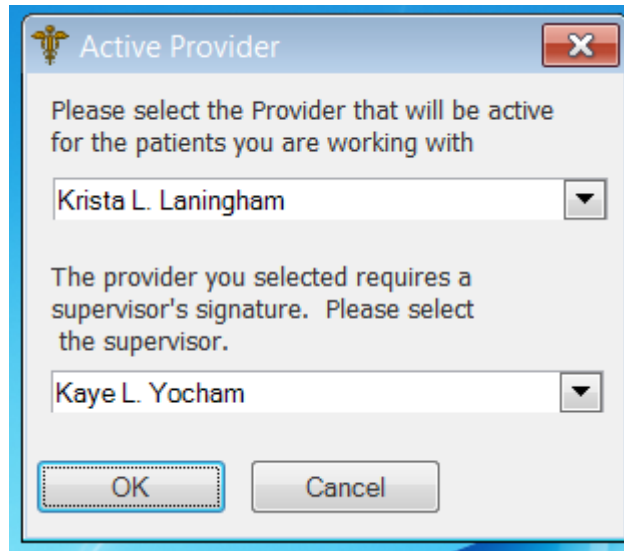 Active Provider
Please select the Provider that will be active
for the patients you are working with
Krista L. Laningham
The provider you selected requires a
supervisor's signature.  Please select
the supervisor.
Kaye L. Yocham
OK
Cancel